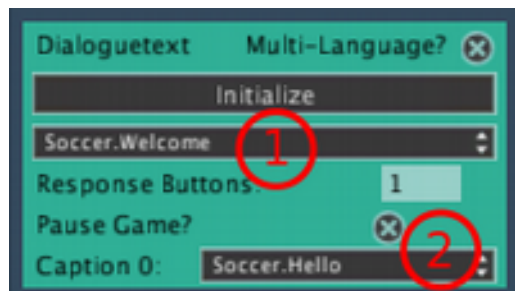 Dialoguetext Multi-Language?
Initialize
Soccer.Welcome
1
Response Buttons: 1
Pause Game?
2
Caption 0: Soccer.Hello